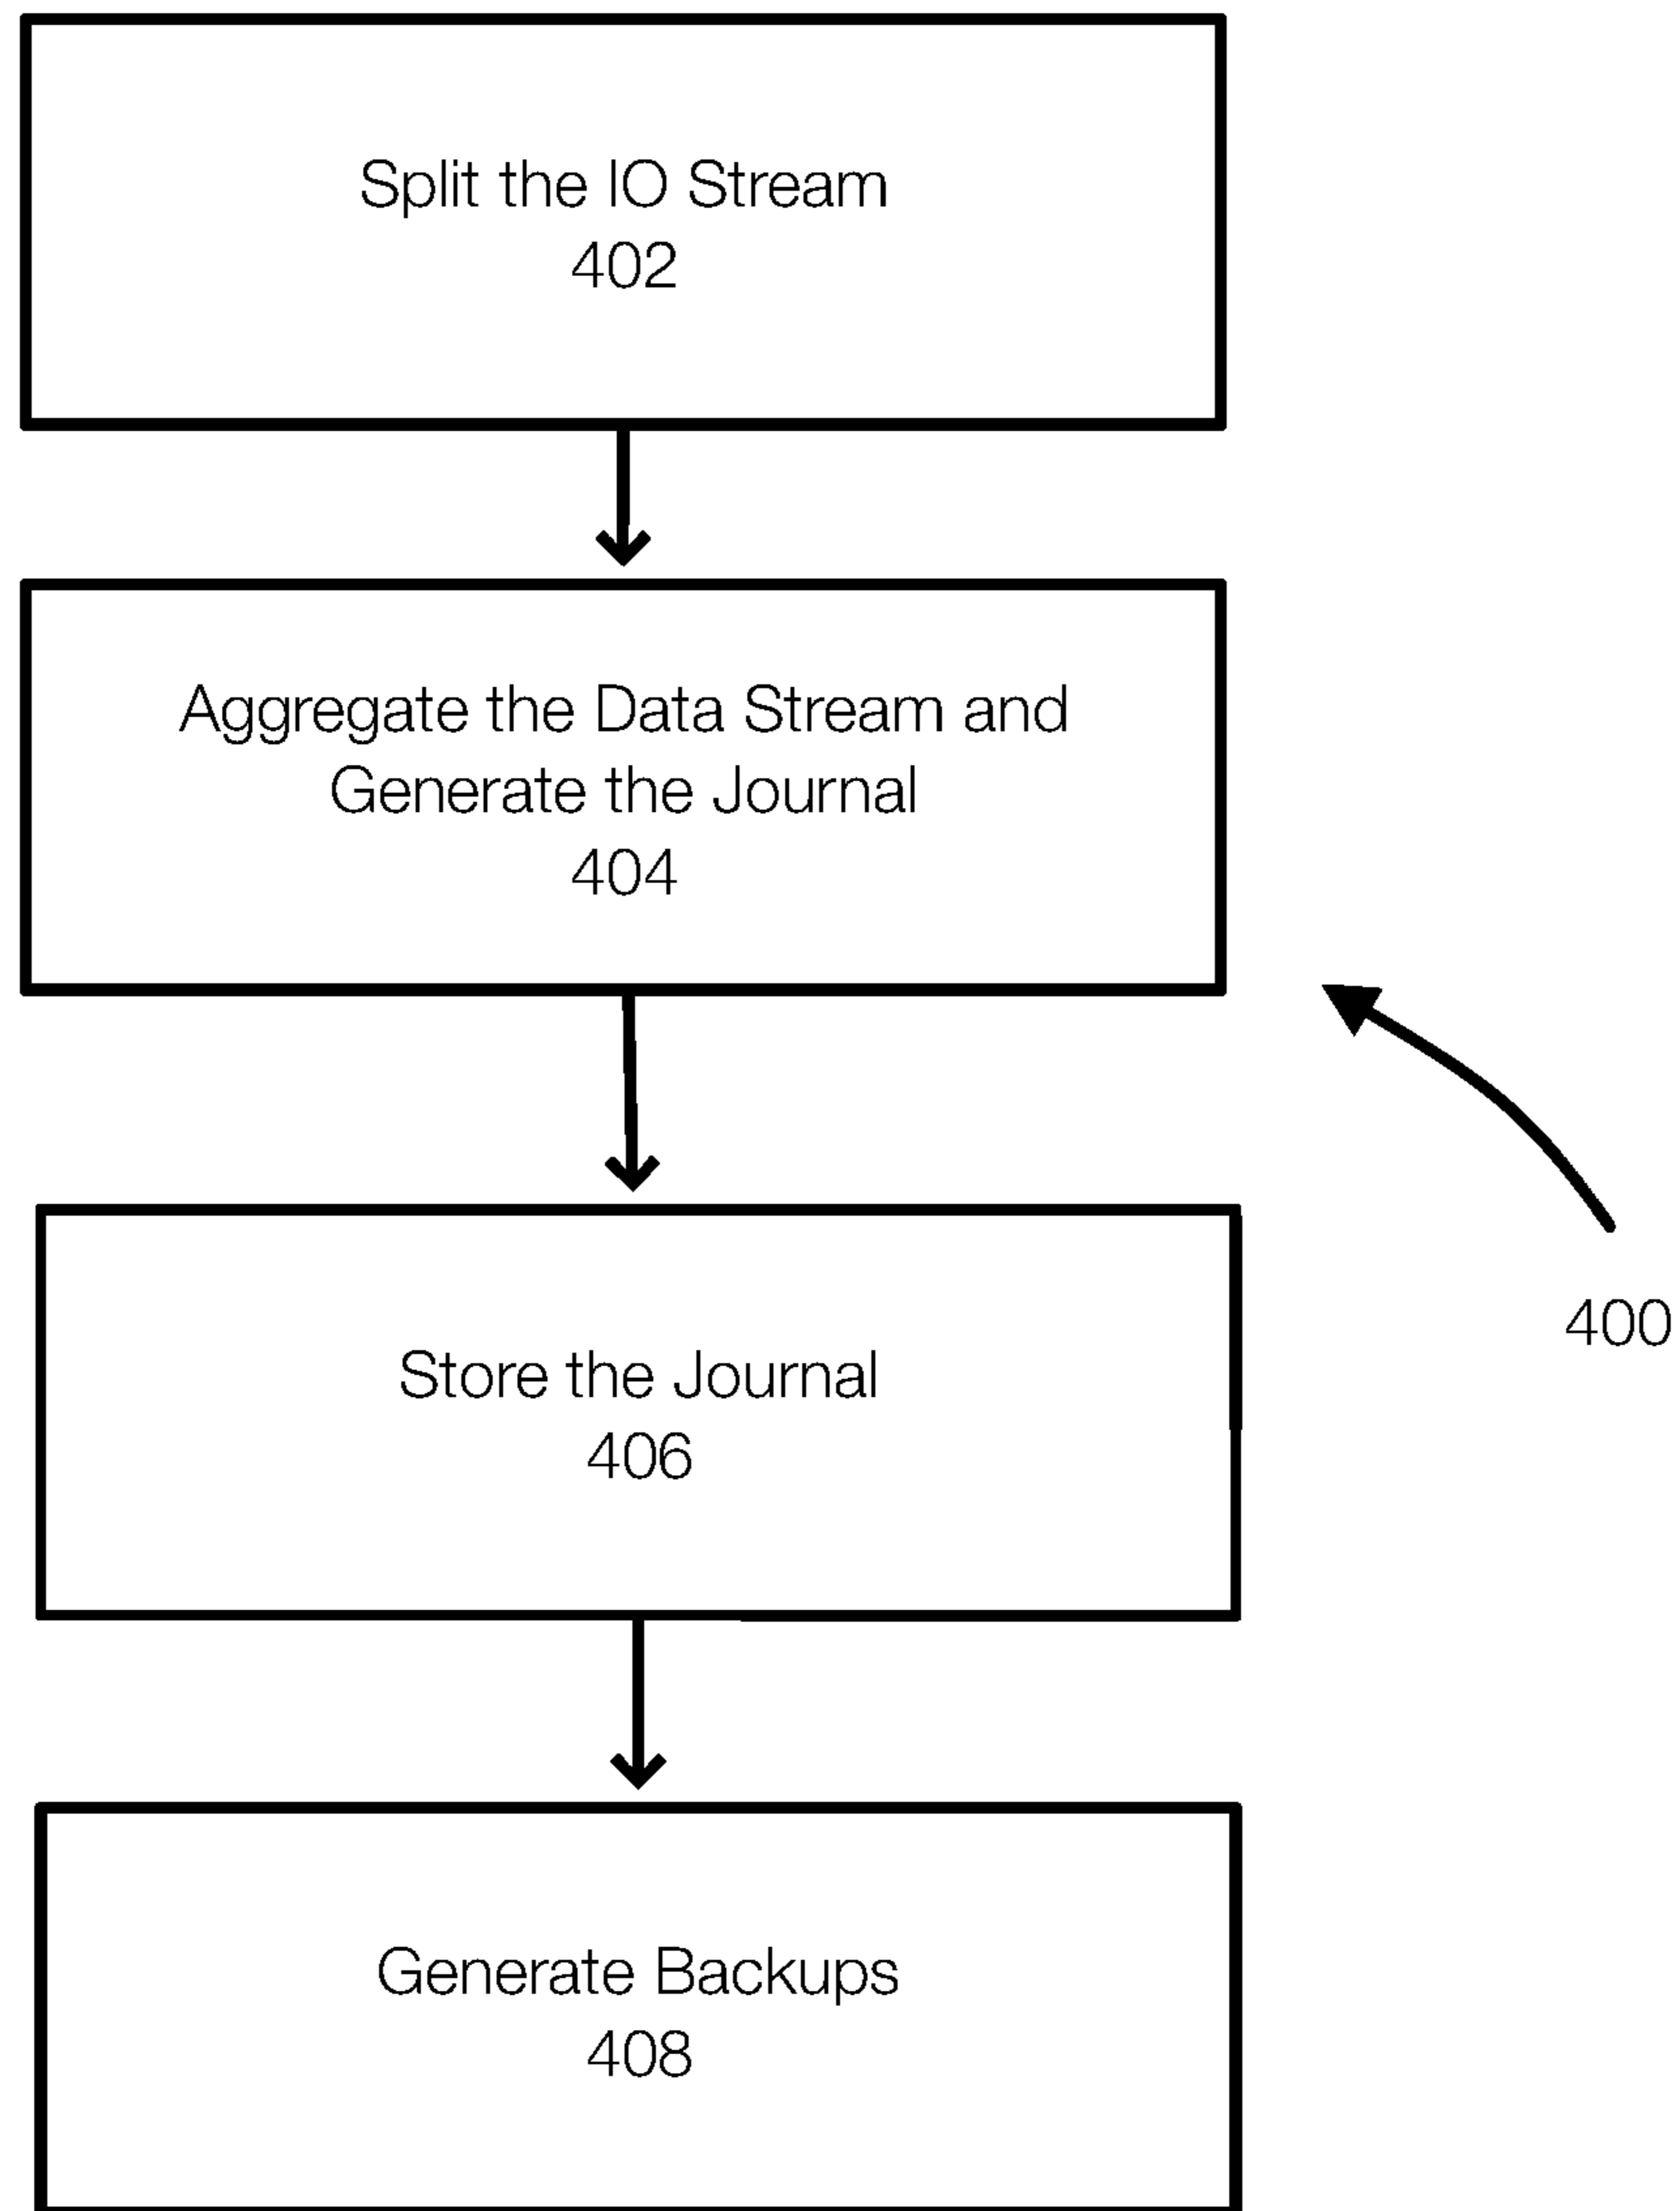 Split the IO Stream
402
Aggregate the Data Stream and
Generate the Journal
404
400
Store the Journal
406
Generate Backups
408